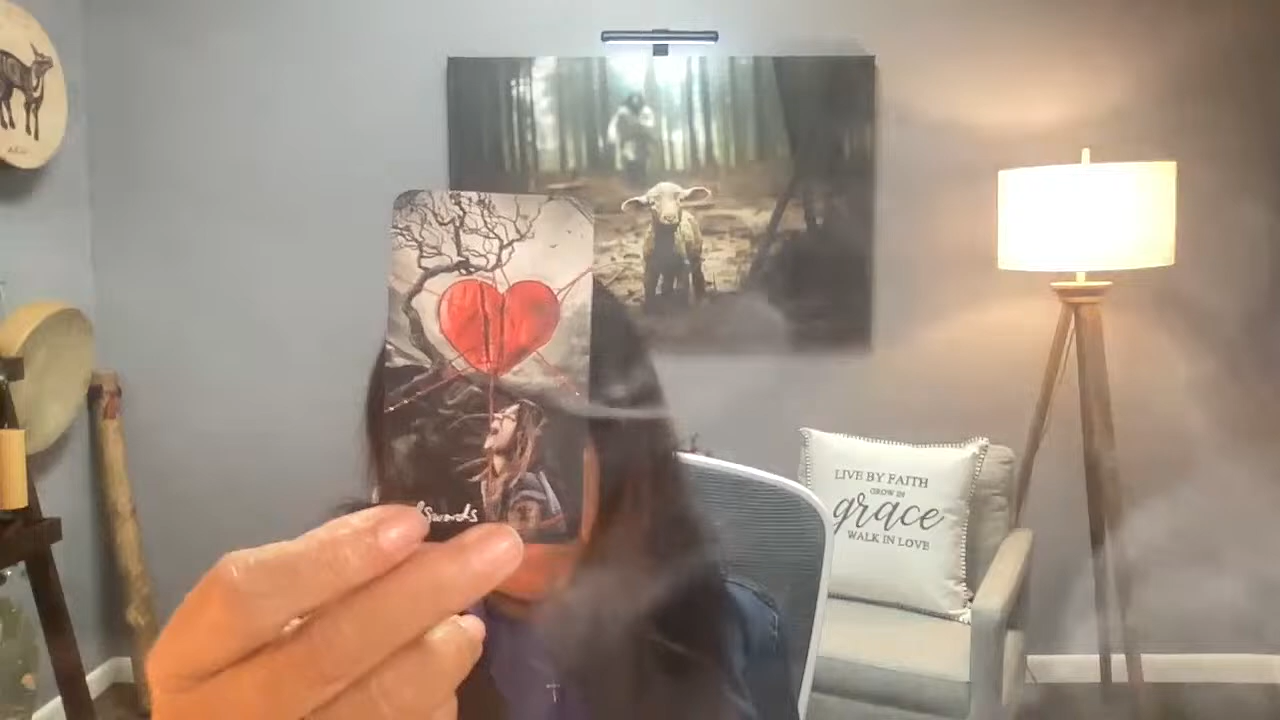 Swords
LIVE BY FAITH
GROW IN
grace
WALK IN LOVE